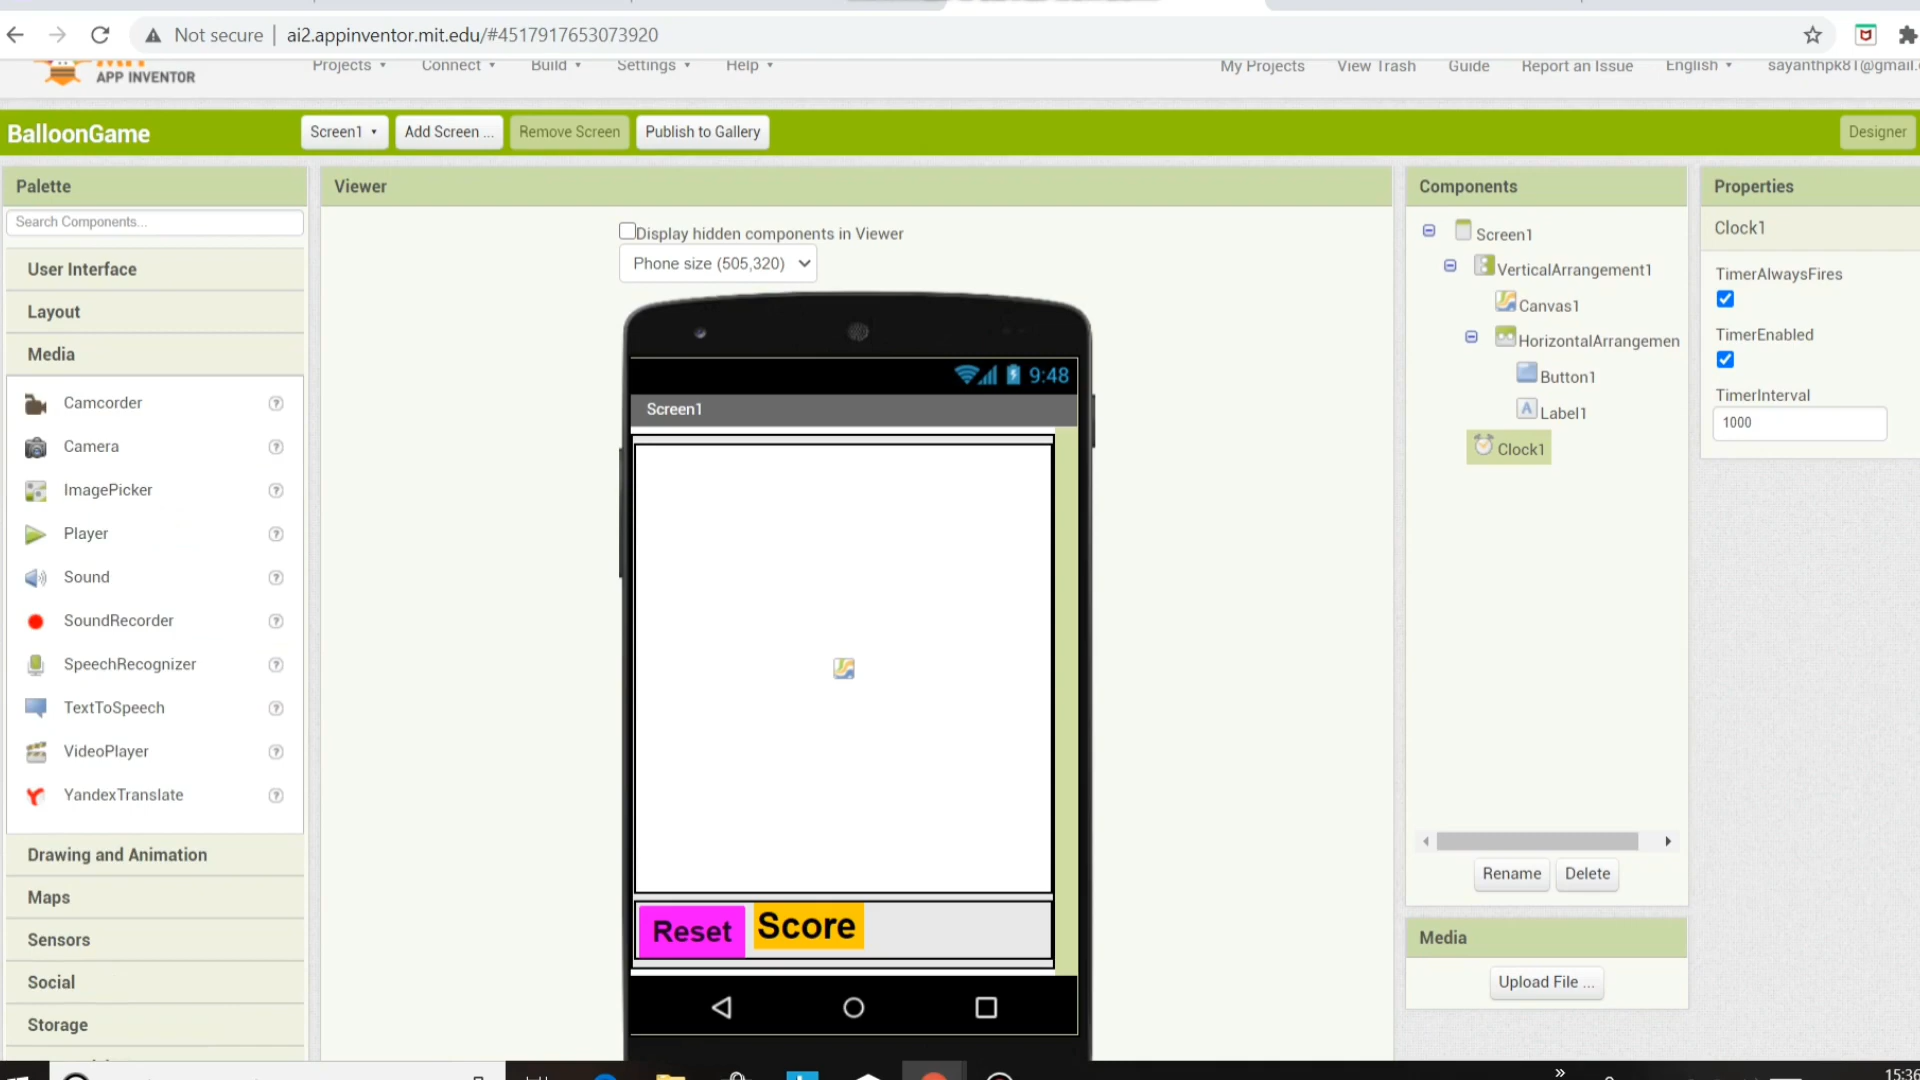 Not secure
ai2.appinventor.mit.edu/#4517917653073920
APP INVENTOR
Projects
Connect
Build
Settings
Help
My Projects
View Trash
Guide
Report an Issue
English
sayanthpk81@gmail.
BalloonGame
Screen1
Add Screen ...
Remove Screen
Publish to Gallery
Designer
Palette
Search Components...
User Interface
Layout
Media
Camcorder
Camera
ImagePicker
Player
Sound
SoundRecorder
SpeechRecognizer
TextToSpeech
VideoPlayer
YandexTranslate
Drawing and Animation
Maps
Sensors
Social
Storage
Viewer
Display hidden components in Viewer
Phone size (505,320)
9:48
Screen1
Reset
Score
Components
Screen1
VerticalArrangement1
Canvas1
HorizontalArrangemen
Button1
Label1
Clock1
Rename
Delete
Media
Upload File ...
Properties
Clock1
TimerAlwaysFires
TimerEnabled
TimerInterval
1000
15:36